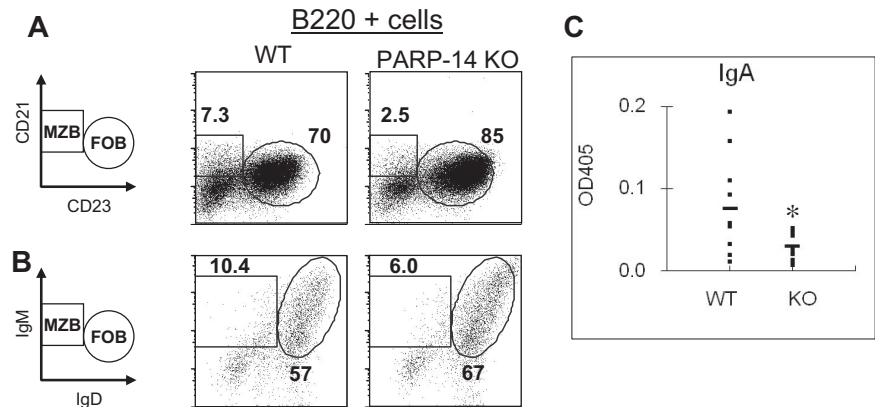 A
B220 + cells
C
WT
PARP-14 KO
CD21
MZB
FOB
CD23
7.3
70
2.5
85
B
IgM
MZB
FOB
IgD
10.4
57
6.0
67
IgA
OD405
0.2
0.1
0.0
*
WT
KO